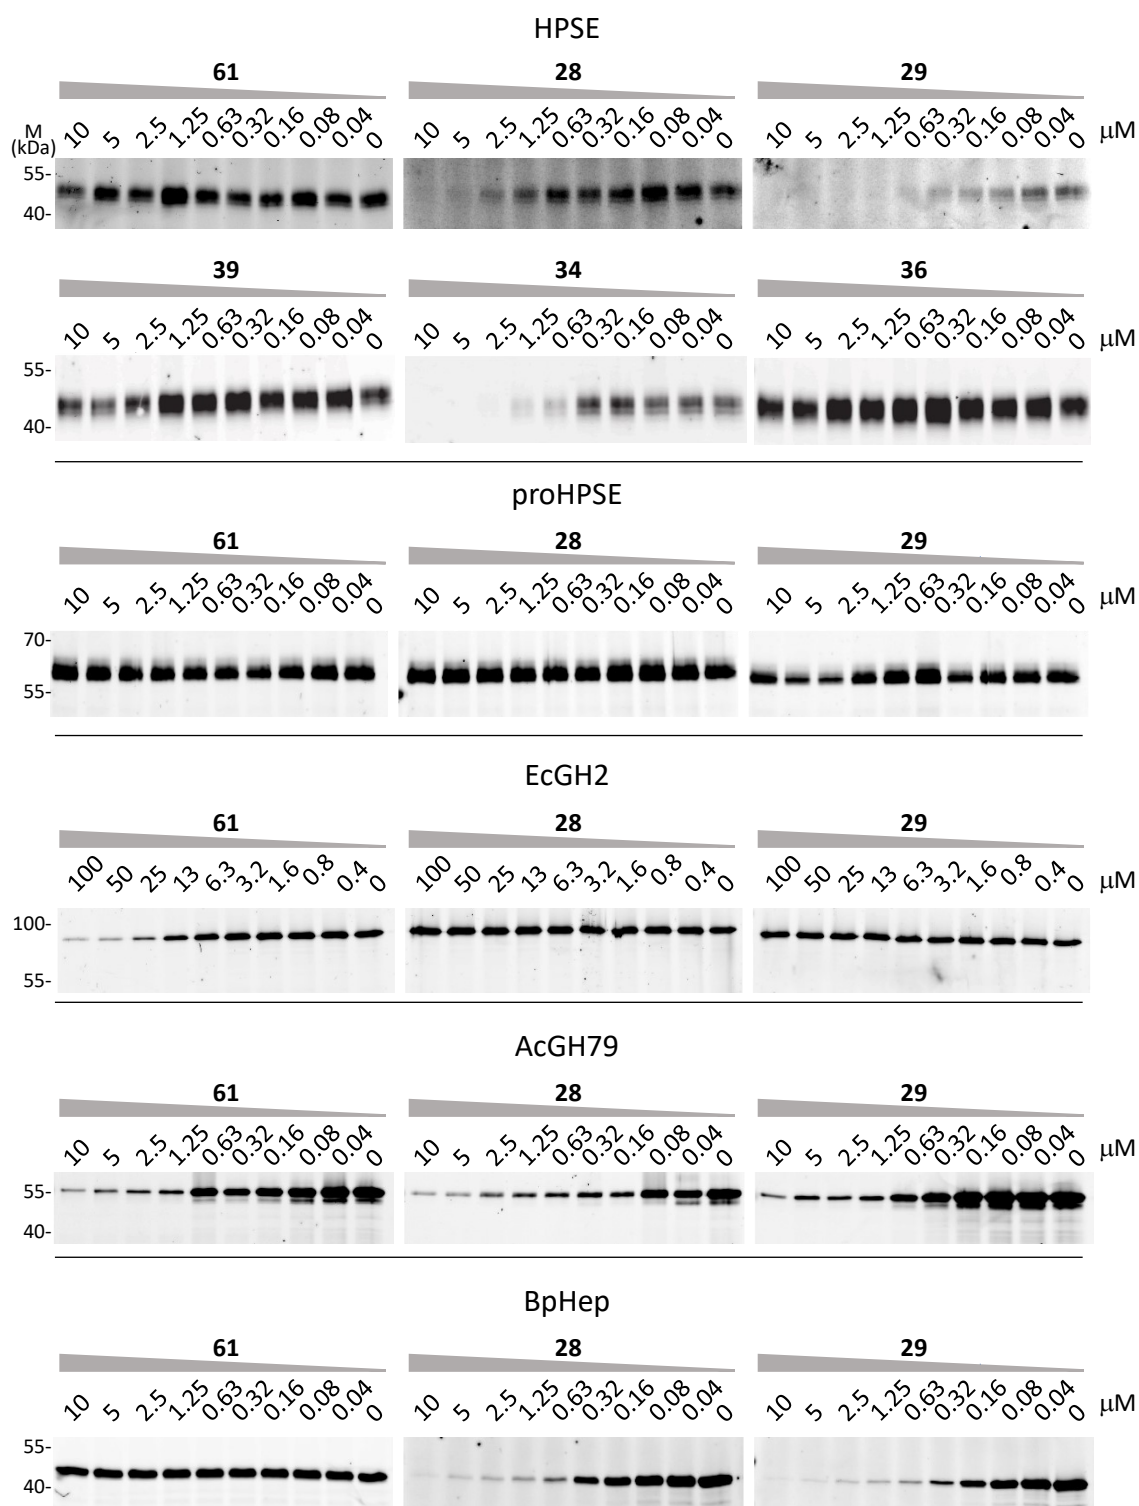 HPSE
61 28 29
10 5 2.5 1.25 0.63 0.32 0.16 0.08 0.04 0 10 5 2.5 1.25 0.63 0.32 0.16 0.08 0.04 0 10 5 2.5 1.25 0.63 0.32 0.16 0.08 0.04 0 μM
M
(kDa)
55-
40-
39 34 36
10 5 2.5 1.25 0.63 0.32 0.16 0.08 0.04 0 10 5 2.5 1.25 0.63 0.32 0.16 0.08 0.04 0 10 5 2.5 1.25 0.63 0.32 0.16 0.08 0.04 0 μM
55-
40-
proHPSE
61 28 29
10 5 2.5 1.25 0.63 0.32 0.16 0.08 0.04 0 10 5 2.5 1.25 0.63 0.32 0.16 0.08 0.04 0 10 5 2.5 1.25 0.63 0.32 0.16 0.08 0.04 0 μM
70-
55-
EcGH2
61 28 29
100 50 25 13 6.3 3.2 1.6 0.8 0.4 0 100 50 25 13 6.3 3.2 1.6 0.8 0.4 0 100 50 25 13 6.3 3.2 1.6 0.8 0.4 0 μM
100-
55-
AcGH79
61 28 29
10 5 2.5 1.25 0.63 0.32 0.16 0.08 0.04 0 10 5 2.5 1.25 0.63 0.32 0.16 0.08 0.04 0 10 5 2.5 1.25 0.63 0.32 0.16 0.08 0.04 0 μM
55-
40-
BpHep
61 28 29
10 5 2.5 1.25 0.63 0.32 0.16 0.08 0.04 0 10 5 2.5 1.25 0.63 0.32 0.16 0.08 0.04 0 10 5 2.5 1.25 0.63 0.32 0.16 0.08 0.04 0 μM
55-
40-